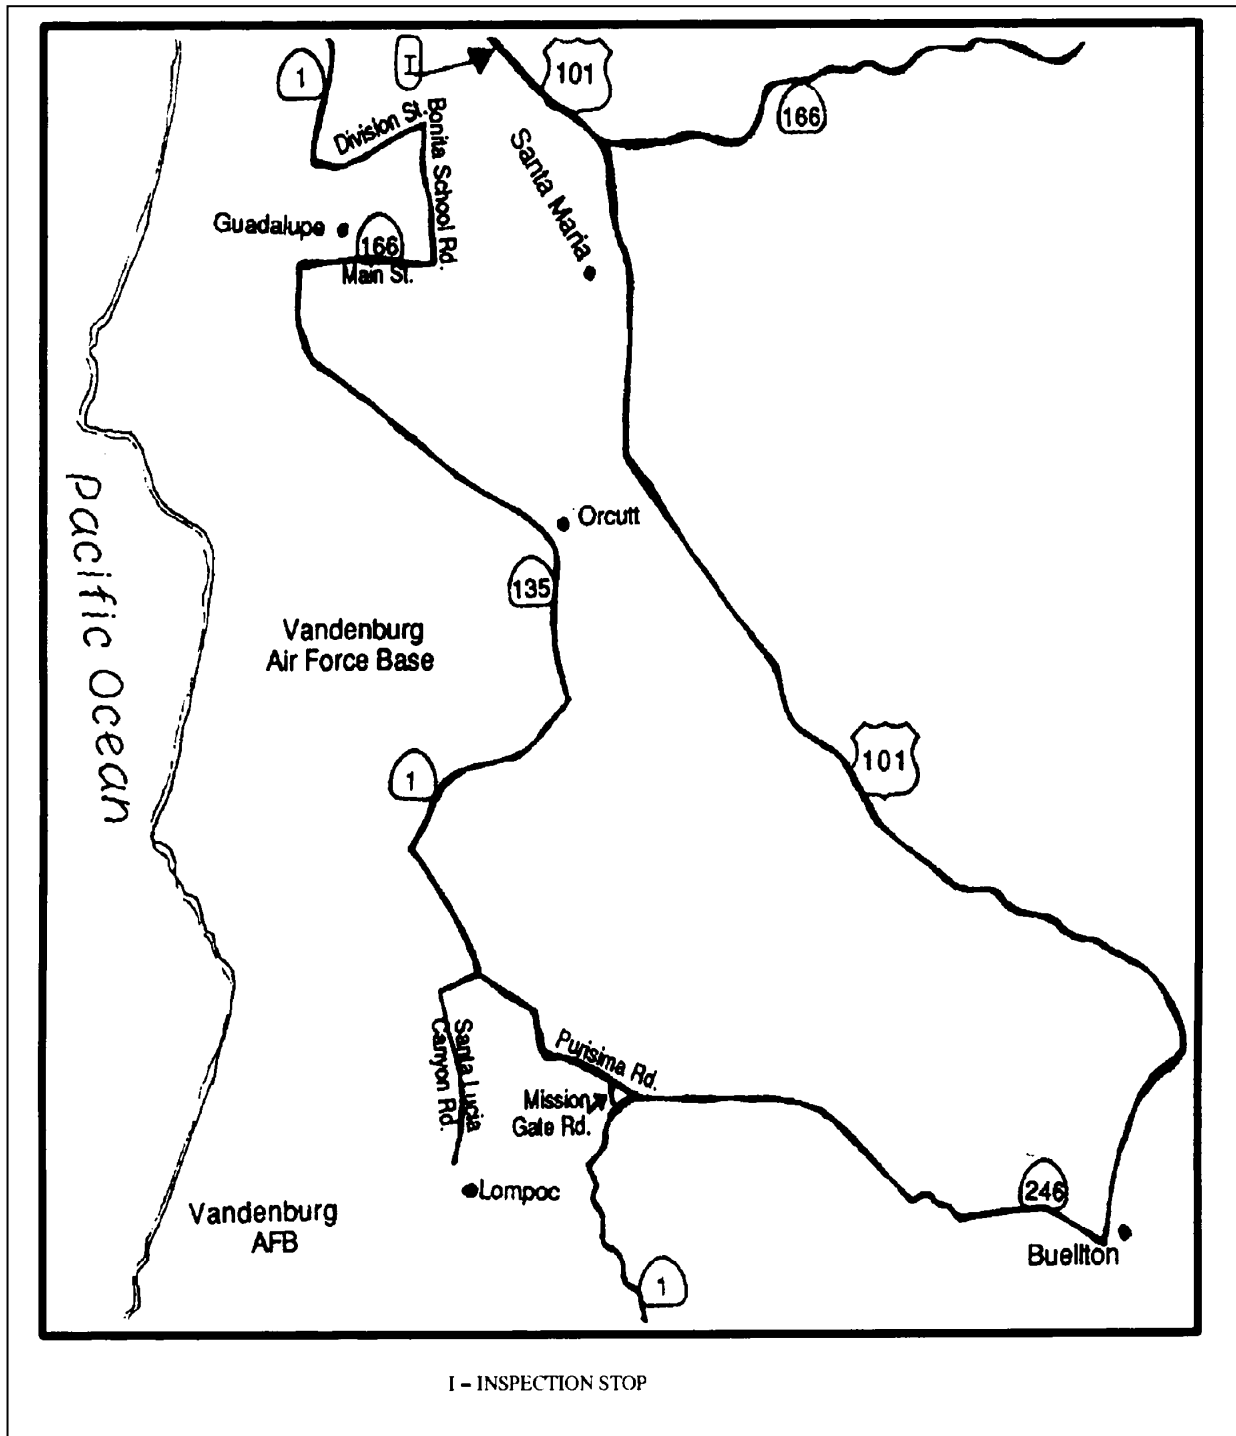 1
I
101
166
Division St.
Bonita School Rd.
Santa Maria
Guadalupe
166
Main St.
Orcutt
135
Vandenburg
Air Force Base
Pacific Ocean
101
1
Santa Lucia
Canyon Rd.
Purisima Rd.
Mission
Gate Rd.
Lompoc
246
Vandenburg
AFB
Buellton
1
I – INSPECTION STOP